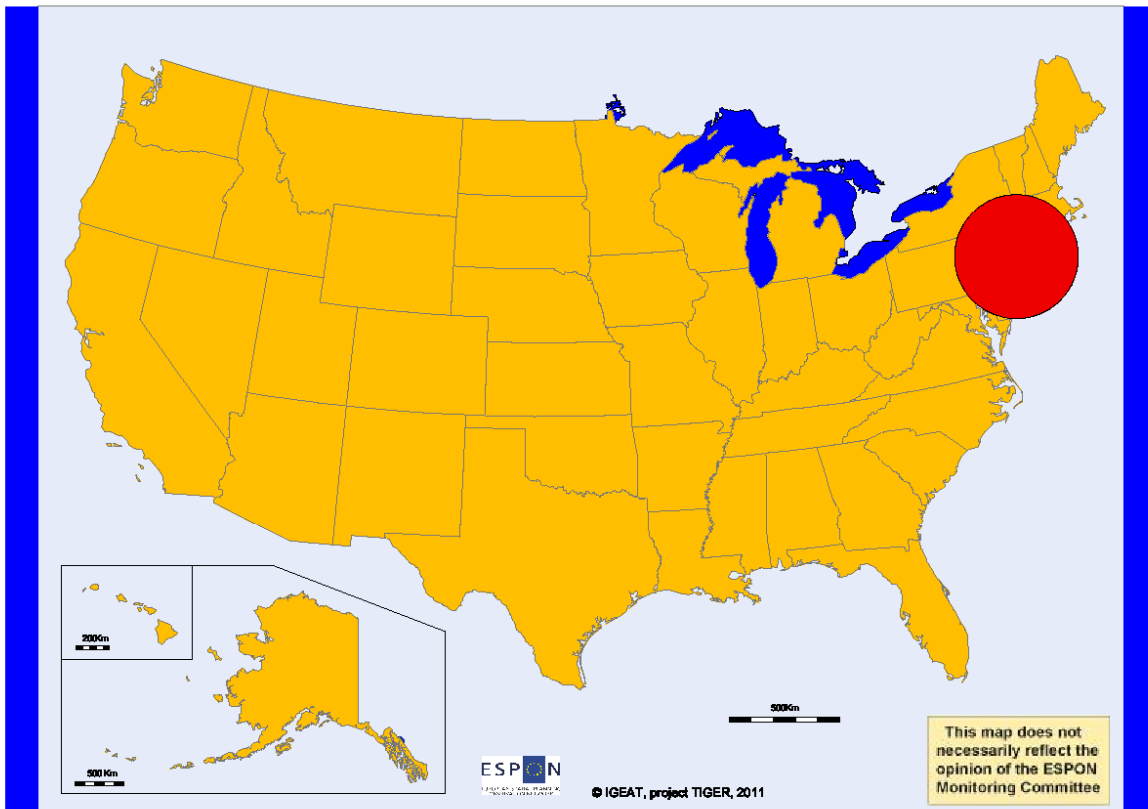 200Km
500 Km
500Km
ESPON
© IGEAT, project TIGER, 2011
This map does not
necessarily reflect the
opinion of the ESPON
Monitoring Committee